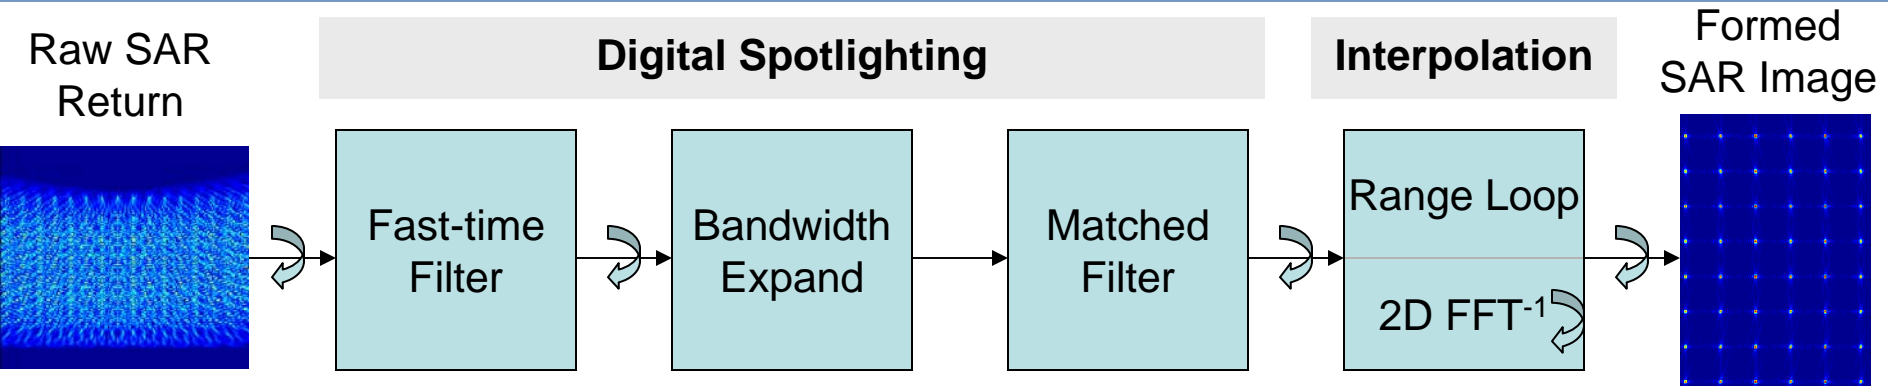 Raw SAR
Return
Digital Spotlighting
Interpolation
Formed
SAR Image
Fast-time
Filter
Bandwidth
Expand
Matched
Filter
Range Loop
2D FFT-1